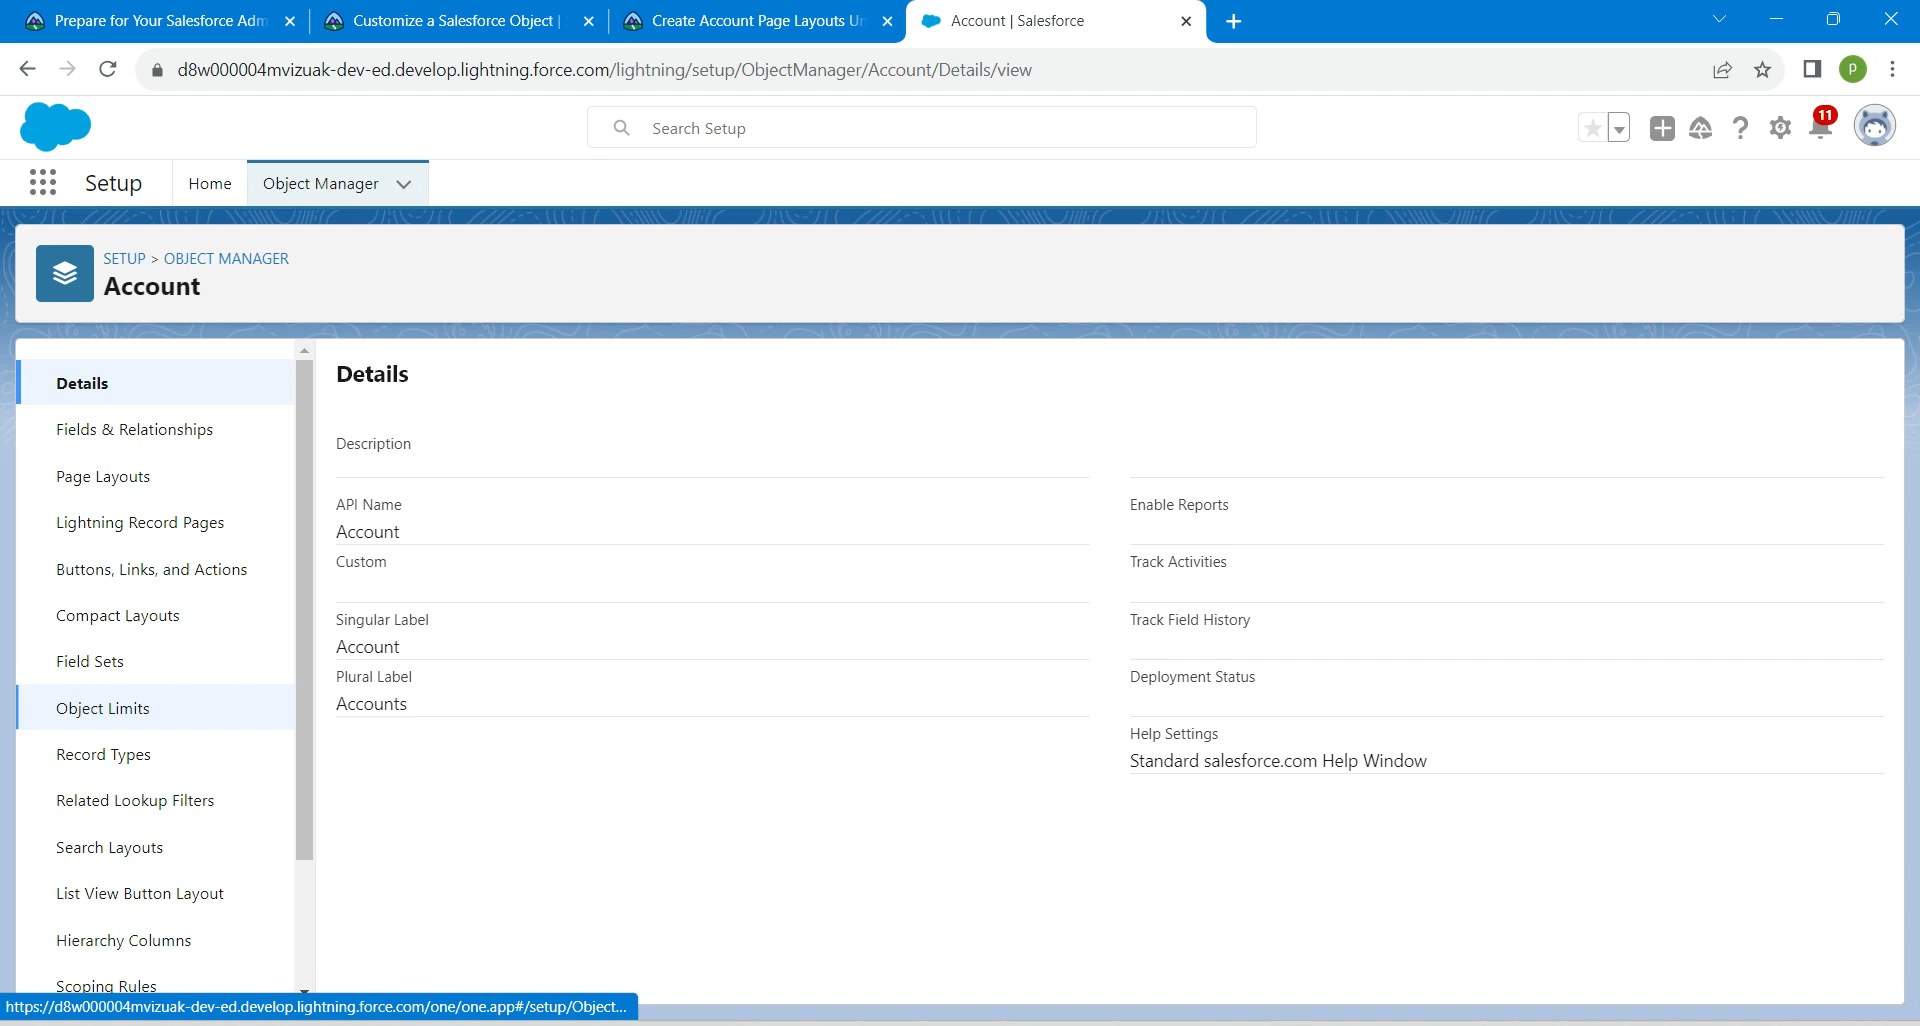 Prepare for Your Salesforce Adm
Customize a Salesforce Object |
Create Account Page Layouts Un
Account | Salesforce
d8w000004mvizuak-dev-ed.develop.lightning.force.com/lightning/setup/ObjectManager/Account/Details/view
P
Search Setup
11
Setup
Home
Object Manager
SETUP > OBJECT MANAGER
Account
Details
Fields & Relationships
Page Layouts
Lightning Record Pages
Buttons, Links, and Actions
Compact Layouts
Field Sets
Object Limits
Record Types
Related Lookup Filters
Search Layouts
List View Button Layout
Hierarchy Columns
Scoping Rules
Details
Description
API Name
Account
Custom
Singular Label
Account
Plural Label
Accounts
Enable Reports
Track Activities
Track Field History
Deployment Status
Help Settings
Standard salesforce.com Help Window
https://d8w000004mvizuak-dev-ed.develop.lightning.force.com/one/one.app#/setup/Object...